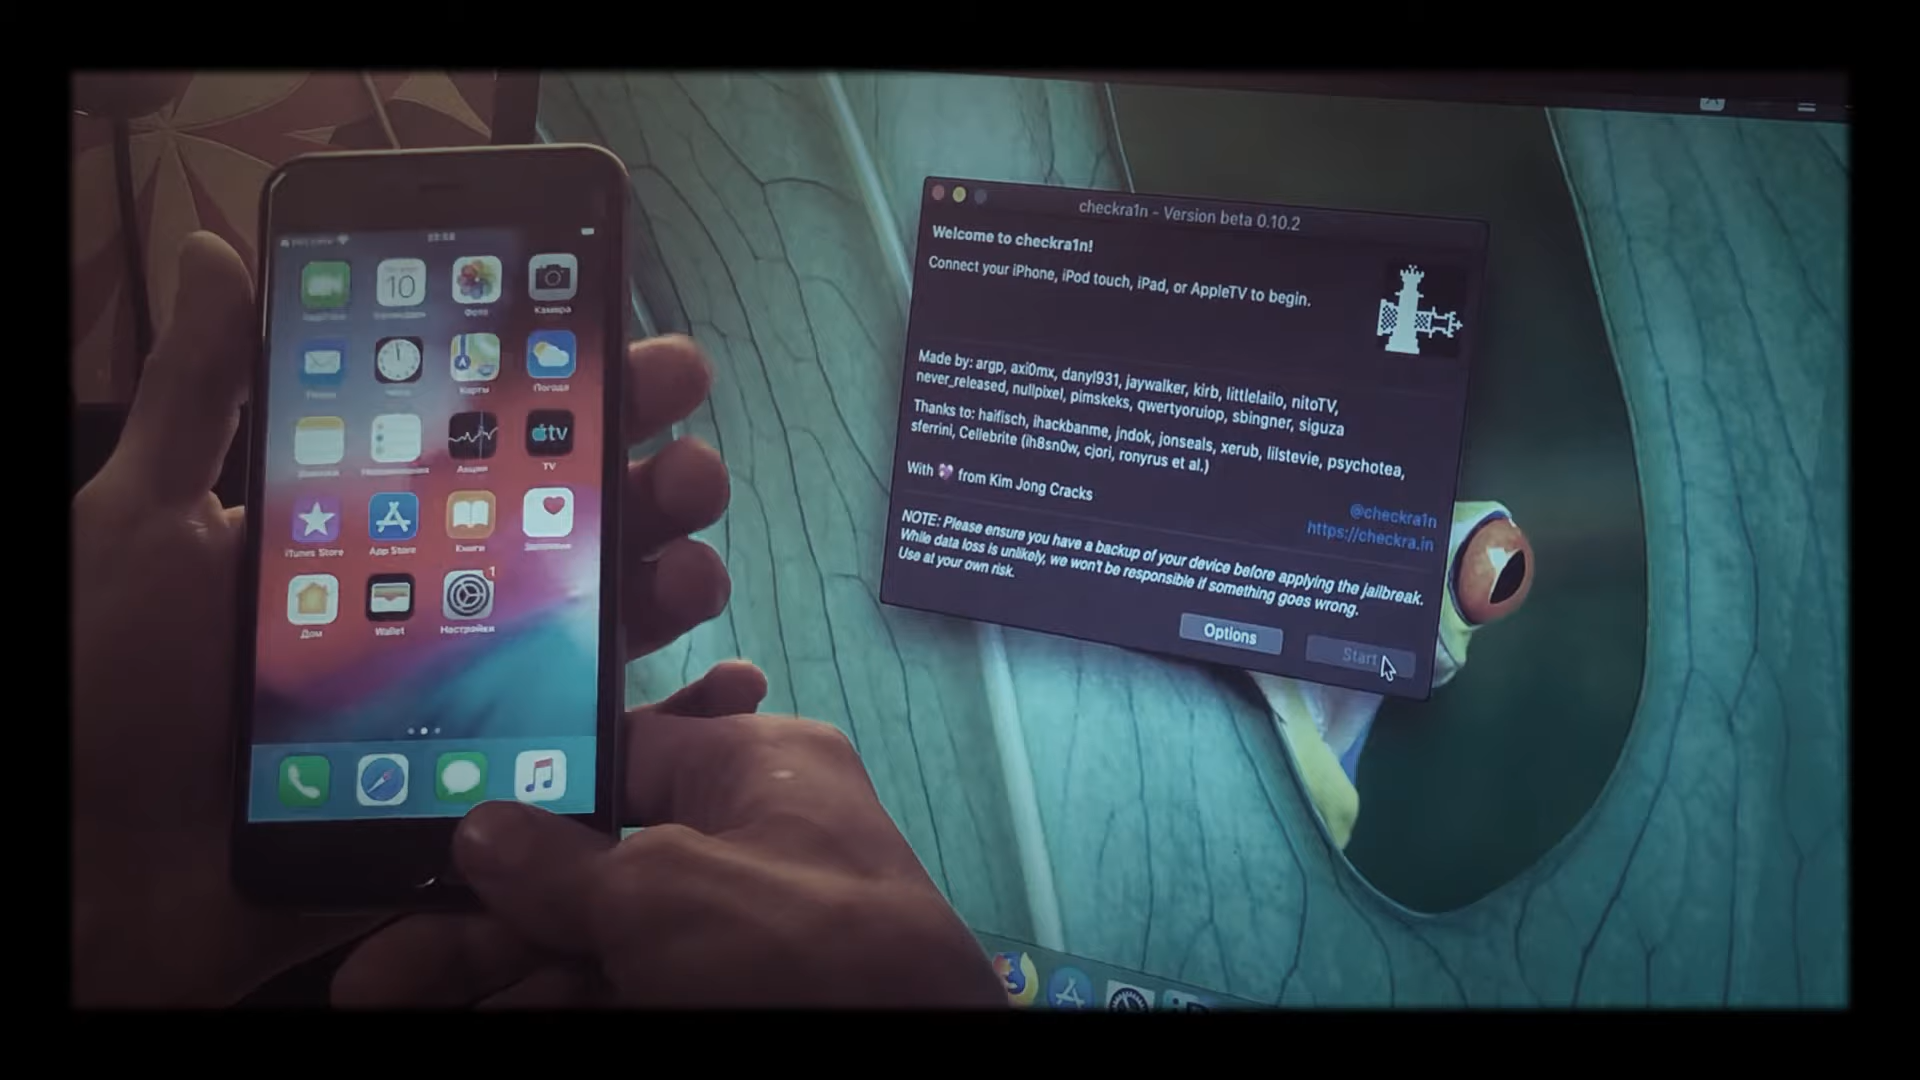 10
Фото
Камера
Карты
Погода
Акции
tv
TV
iTunes Store
App Store
Книги
Здоровье
1
Дом
Wallet
Настройки
checkra1n - Version beta 0.10.2
Welcome to checkra1n!
Connect your iPhone, iPod touch, iPad, or AppleTV to begin.
Made by: argp, axi0mx, danyl931, jaywalker, kirb, littlelailo, nitoTV,
never_released, nullpixel, pimskeks, qwertyoruiop, sbingner, siguza
Thanks to: haifisch, ihackbanme, jndok, jonseals, xerub, lilstevie, psychotea,
sferrini, Cellebrite (ih8sn0w, cjori, ronyrus et al.)
With 💖 from Kim Jong Cracks
@checkra1n
https://checkra.in
NOTE: Please ensure you have a backup of your device before applying the jailbreak.
While data loss is unlikely, we won't be responsible if something goes wrong.
Use at your own risk.
Options
Start